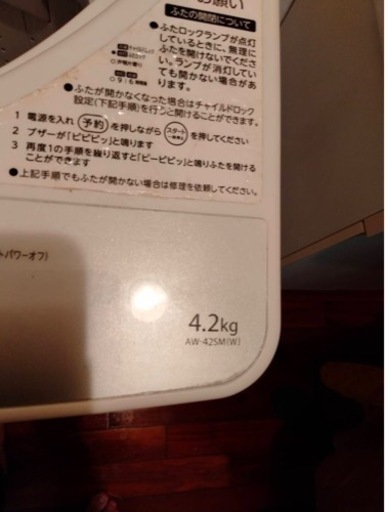 お願い
ふたの開閉について
●ふたロックランプが点灯
しているときに、無理に
ふたを開けないでくださ
い。ランプが消灯してい
ても開かない場合があ
ります。
●ふたが開かなくなった場合はチャイルドロック
設定(下記手順)を行うと開けることができます。
1 電源を入れ 予約 を押しながら スタート を押してください
2 ブザーが「ピピピッ」と鳴ります
3 再度1の手順を繰り返すと「ピーピピッ」と鳴りふたを開ける
ことができます
●上記手順でもふたが開かない場合は修理を依頼してください。
トパワーオフ)
4.2kg
AW-42SM(W)